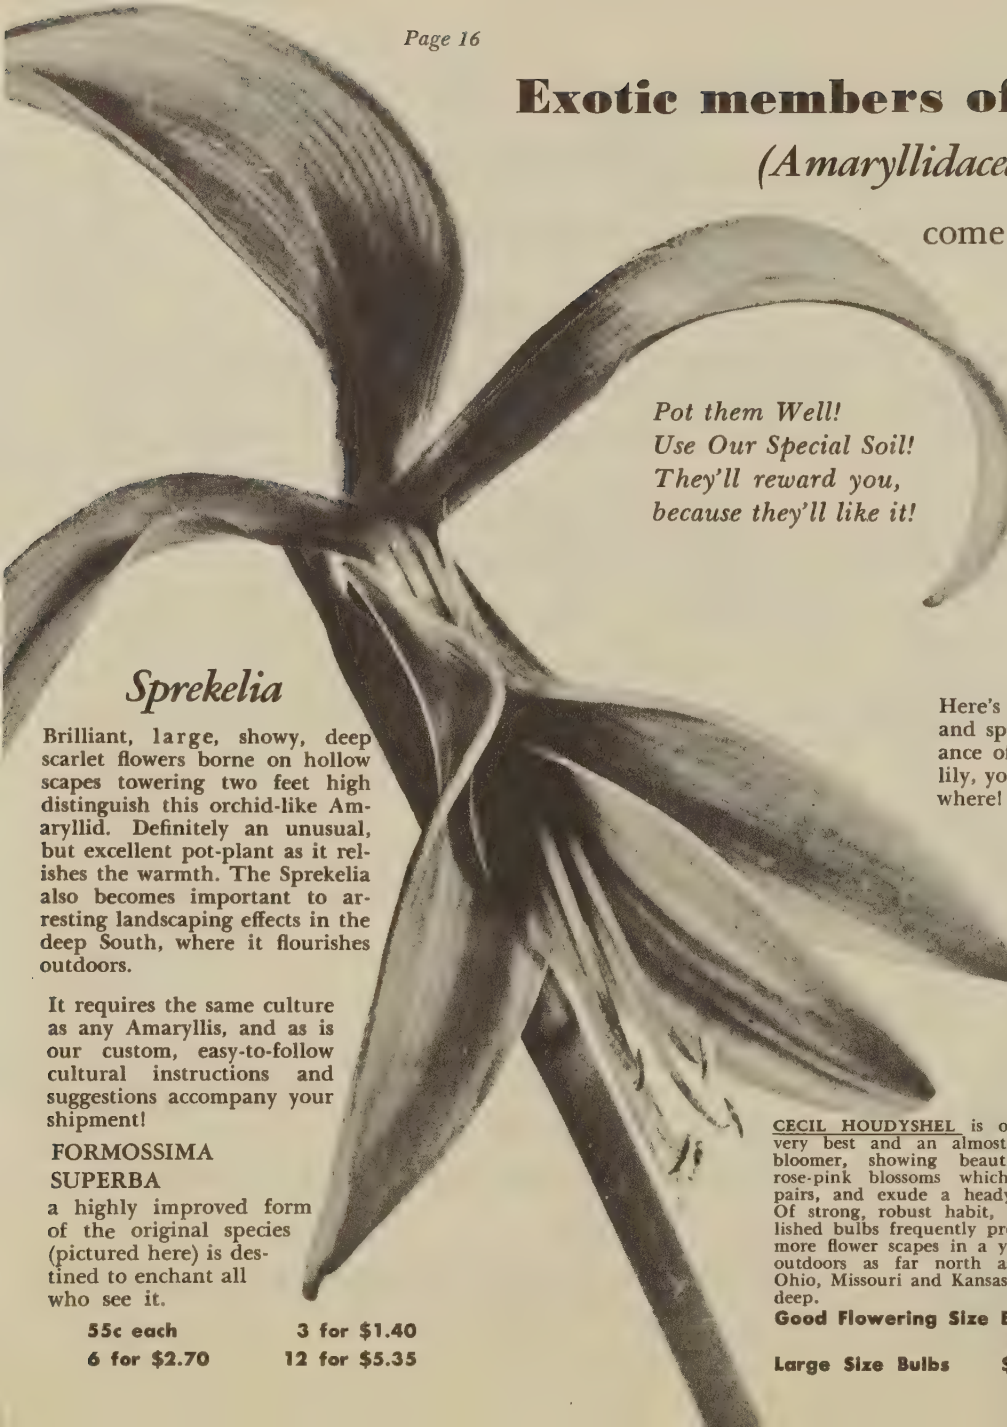 Page 16
Exotic members of
(Amaryllidace
come
Pot them Well!
Use Our Special Soil!
They'll reward you,
because they'll like it!
Sprekelia
Brilliant, large, showy, deep
scarlet flowers borne on hollow
scapes towering two feet high
distinguish this orchid-like Am-
aryllid. Definitely an unusual,
but excellent pot-plant as it rel-
ishes the warmth. The Sprekelia
also becomes important to ar-
resting landscaping effects in the
deep South, where it flourishes
outdoors.
It requires the same culture
as any Amaryllis, and as is
our custom, easy-to-follow
cultural instructions and
suggestions accompany your
shipment!
FORMOSSIMA
SUPERBA
a highly improved form
of the original species
(pictured here) is des-
tined to enchant all
who see it.
55c each 3 for $1.40
6 for $2.70 12 for $5.35
Here's
and sp
ance of
lily, yo
where!
CECIL HOUDYSHEL is o
very best and an almost
bloomer, showing beaut
rose-pink blossoms which
pairs, and exude a heady
Of strong, robust habit,
lished bulbs frequently pr
more flower scapes in a y
outdoors as far north a
Ohio, Missouri and Kansas
deep.
Good Flowering Size B
Large Size Bulbs $